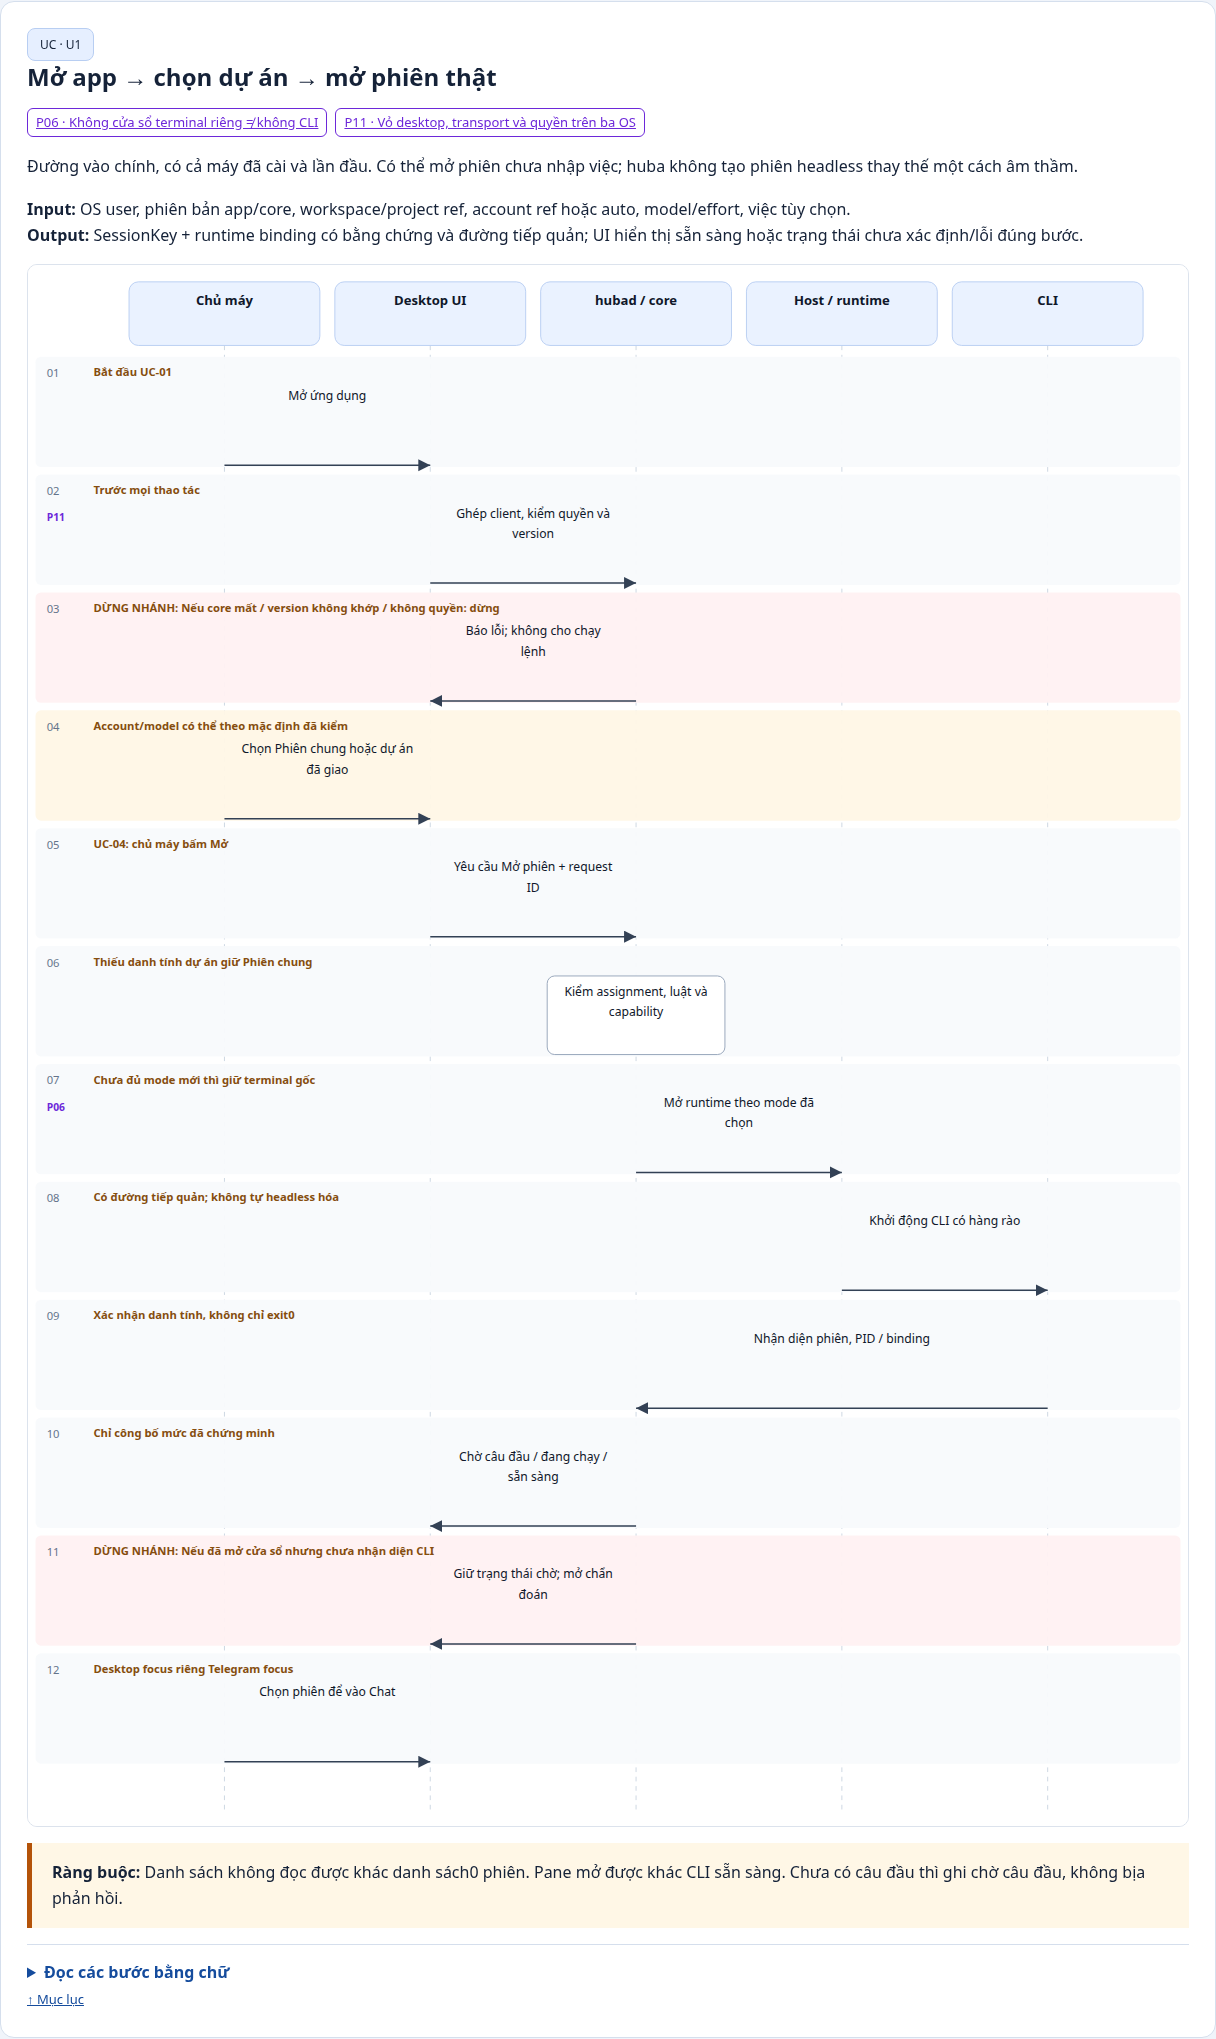 UC · U1
Mở app → chọn dự án → mở phiên thật
P06 · Không cửa sổ terminal riêng ≠ không CLI
P11 · Vỏ desktop, transport và quyền trên ba OS
Đường vào chính, có cả máy đã cài và lần đầu. Có thể mở phiên chưa nhập việc; huba không tạo phiên headless thay thế một cách âm thầm.
Input: OS user, phiên bản app/core, workspace/project ref, account ref hoặc auto, model/effort, việc tùy chọn.
Output: SessionKey + runtime binding có bằng chứng và đường tiếp quản; UI hiển thị sẵn sàng hoặc trạng thái chưa xác định/lỗi đúng bước.
Chủ máy
Desktop UI
hubad / core
Host / runtime
CLI
01
Bắt đầu UC-01
Mở ứng dụng
02
Trước mọi thao tác
P11
Ghép client, kiểm quyền và
version
03
DỪNG NHÁNH: Nếu core mất / version không khớp / không quyền: dừng
Báo lỗi; không cho chạy
lệnh
04
Account/model có thể theo mặc định đã kiểm
Chọn Phiên chung hoặc dự án
đã giao
05
UC-04: chủ máy bấm Mở
Yêu cầu Mở phiên + request
ID
06
Thiếu danh tính dự án giữ Phiên chung
Kiểm assignment, luật và
capability
07
Chưa đủ mode mới thì giữ terminal gốc
P06
Mở runtime theo mode đã
chọn
08
Có đường tiếp quản; không tự headless hóa
Khởi động CLI có hàng rào
09
Xác nhận danh tính, không chỉ exit0
Nhận diện phiên, PID / binding
10
Chỉ công bố mức đã chứng minh
Chờ câu đầu / đang chạy /
sẵn sàng
11
DỪNG NHÁNH: Nếu đã mở cửa sổ nhưng chưa nhận diện CLI
Giữ trạng thái chờ; mở chẩn
đoán
12
Desktop focus riêng Telegram focus
Chọn phiên để vào Chat
Ràng buộc: Danh sách không đọc được khác danh sách0 phiên. Pane mở được khác CLI sẵn sàng. Chưa có câu đầu thì ghi chờ câu đầu, không bịa
phản hồi.
▶ Đọc các bước bằng chữ
↑ Mục lục